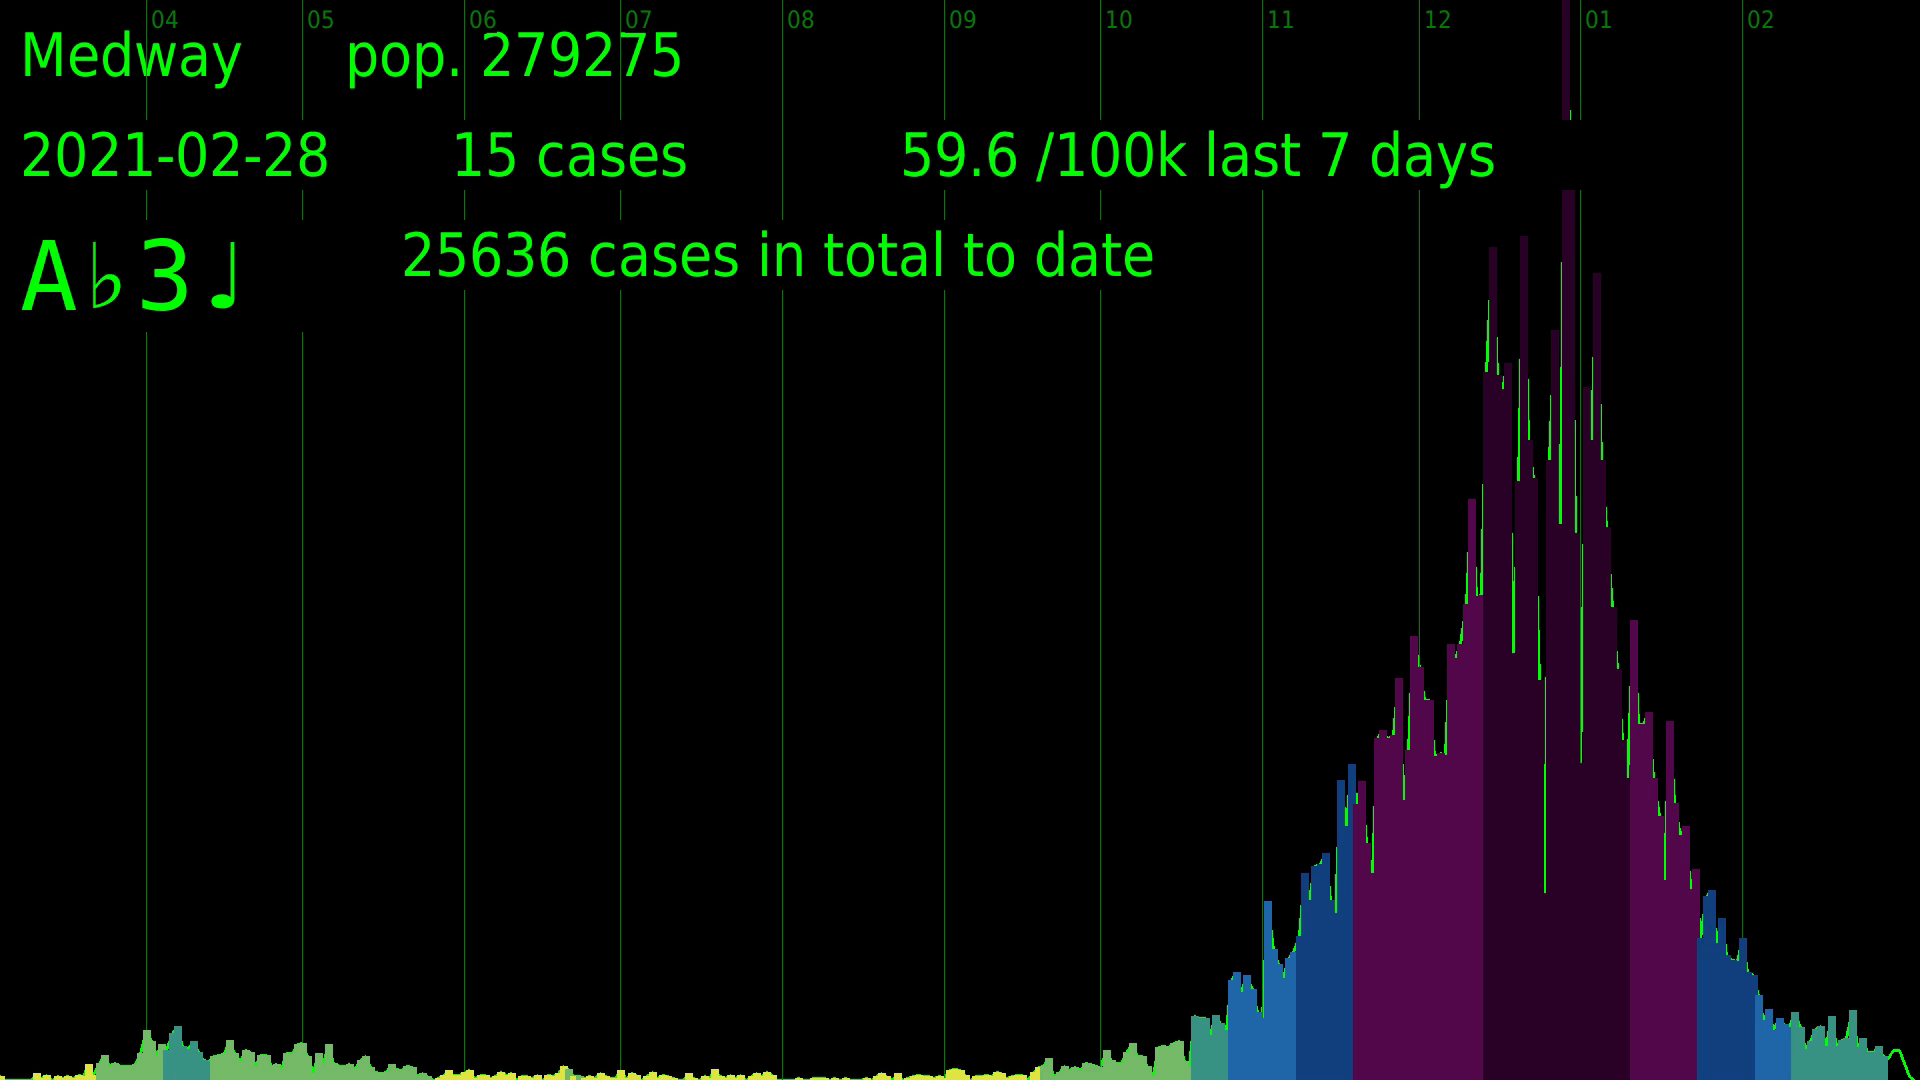 04 05 06 07 08 09 10 11 12 01 02
Medway pop. 279275
2021-02-28 15 cases 59.6 /100k last 7 days
A♭3♩ 25636 cases in total to date